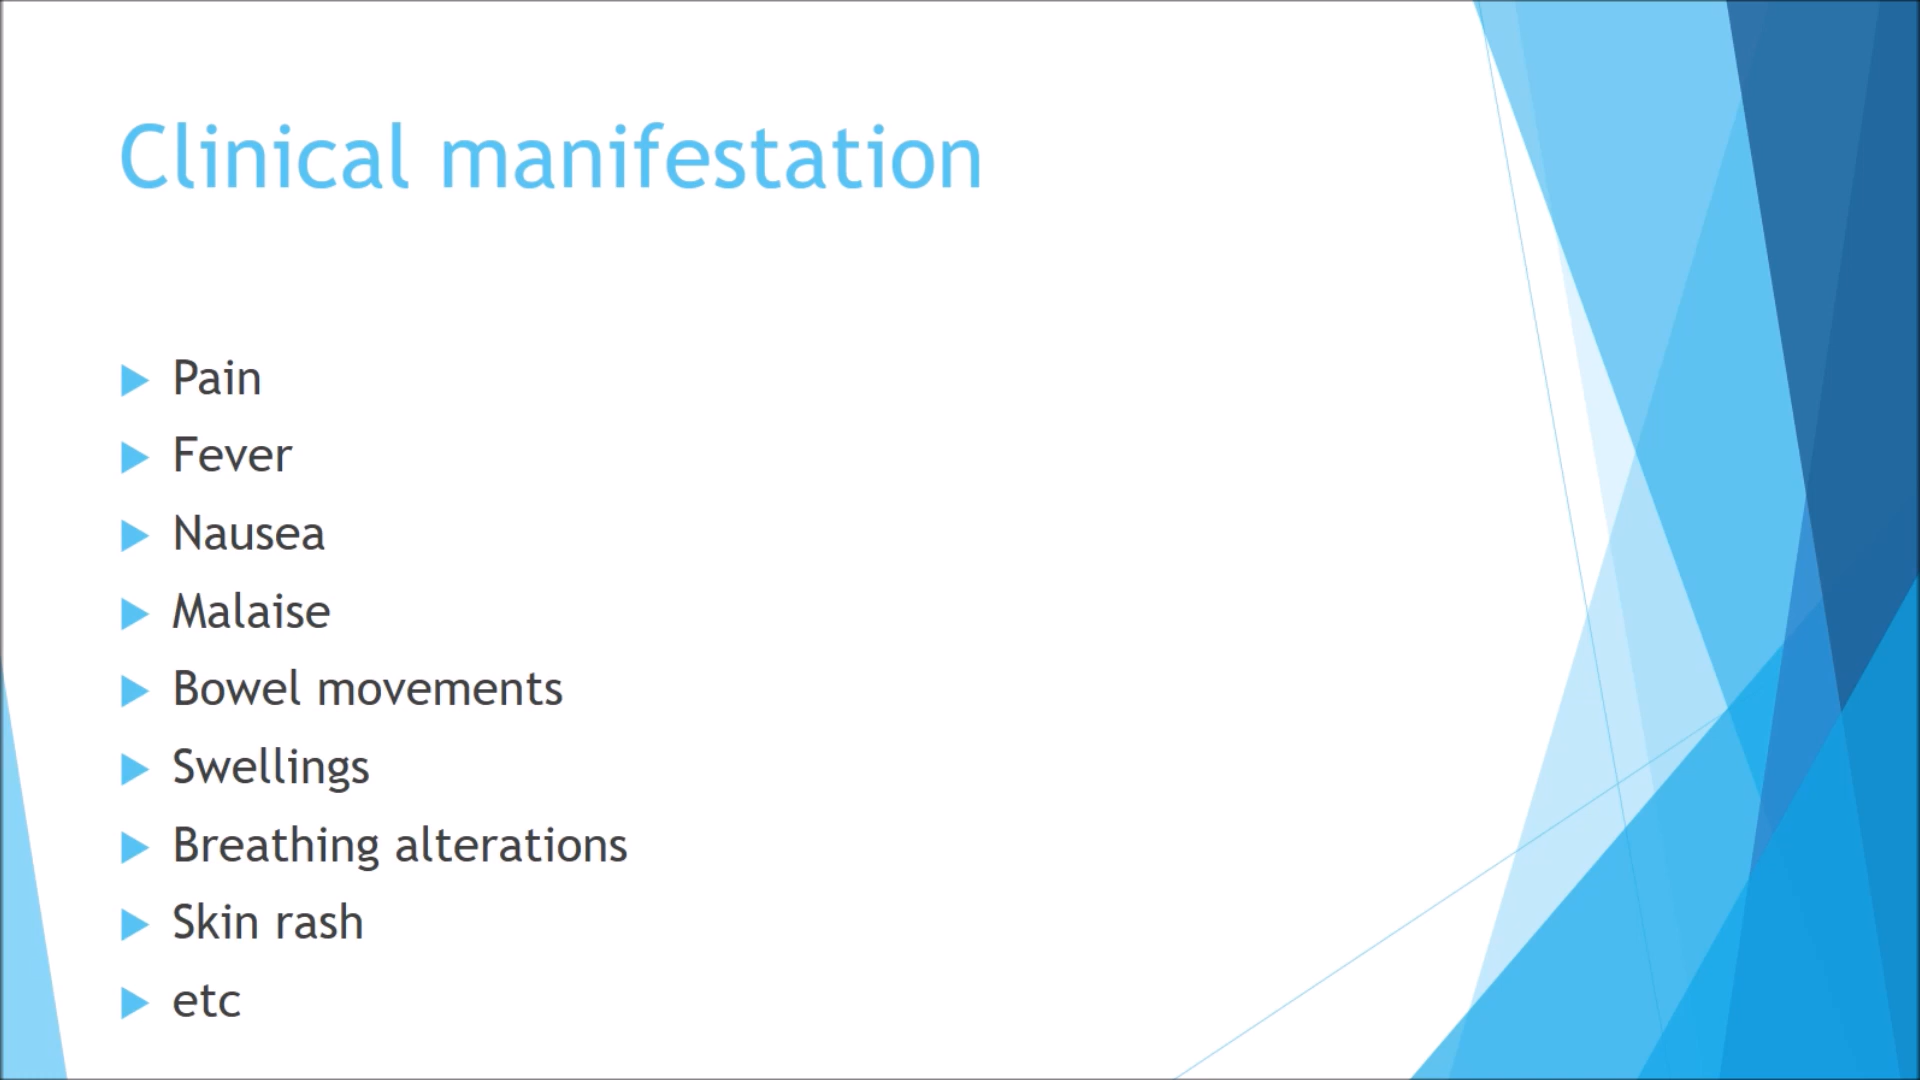 Clinical manifestation
Pain
Fever
Nausea
Malaise
Bowel movements
Swellings
Breathing alterations
Skin rash
etc